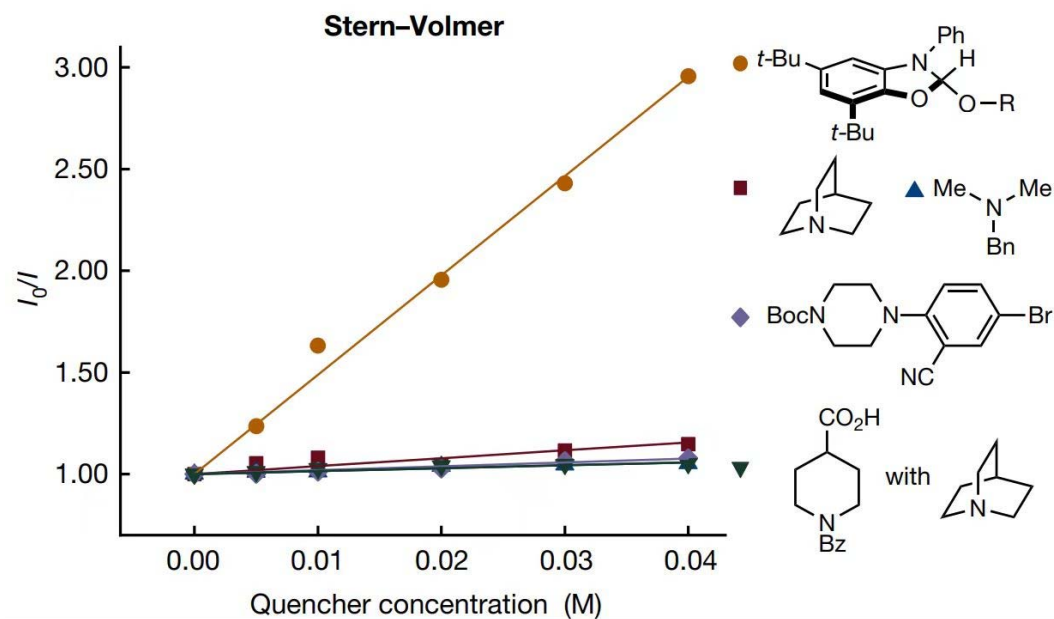 Stern–Volmer
3.00
2.50
2.00
1.50
1.00
I0/I
0.00
0.01
0.02
0.03
0.04
Quencher concentration (M)
Ph
t-Bu
N
H
O
O–R
t-Bu
N
Me
Me
N
Bn
BocN
N
Br
NC
CO2H
with
N
Bz
N